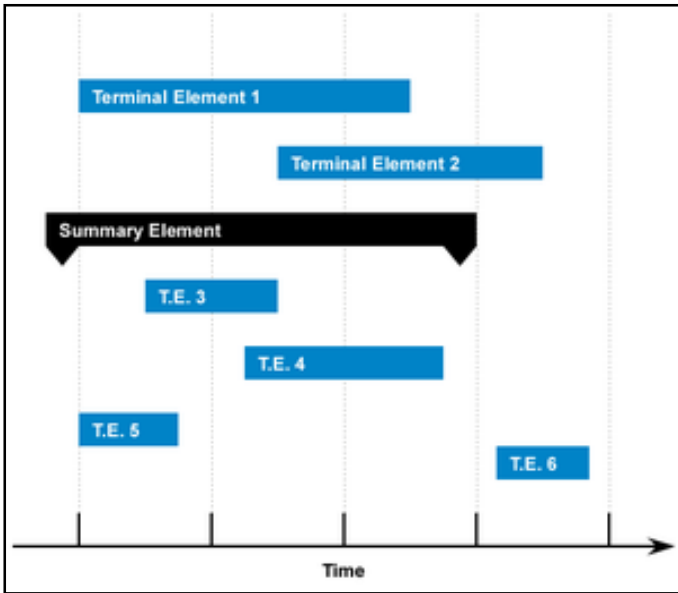 Terminal Element 1
Terminal Element 2
Summary Element
T.E. 3
T.E. 4
T.E. 5
T.E. 6
Time